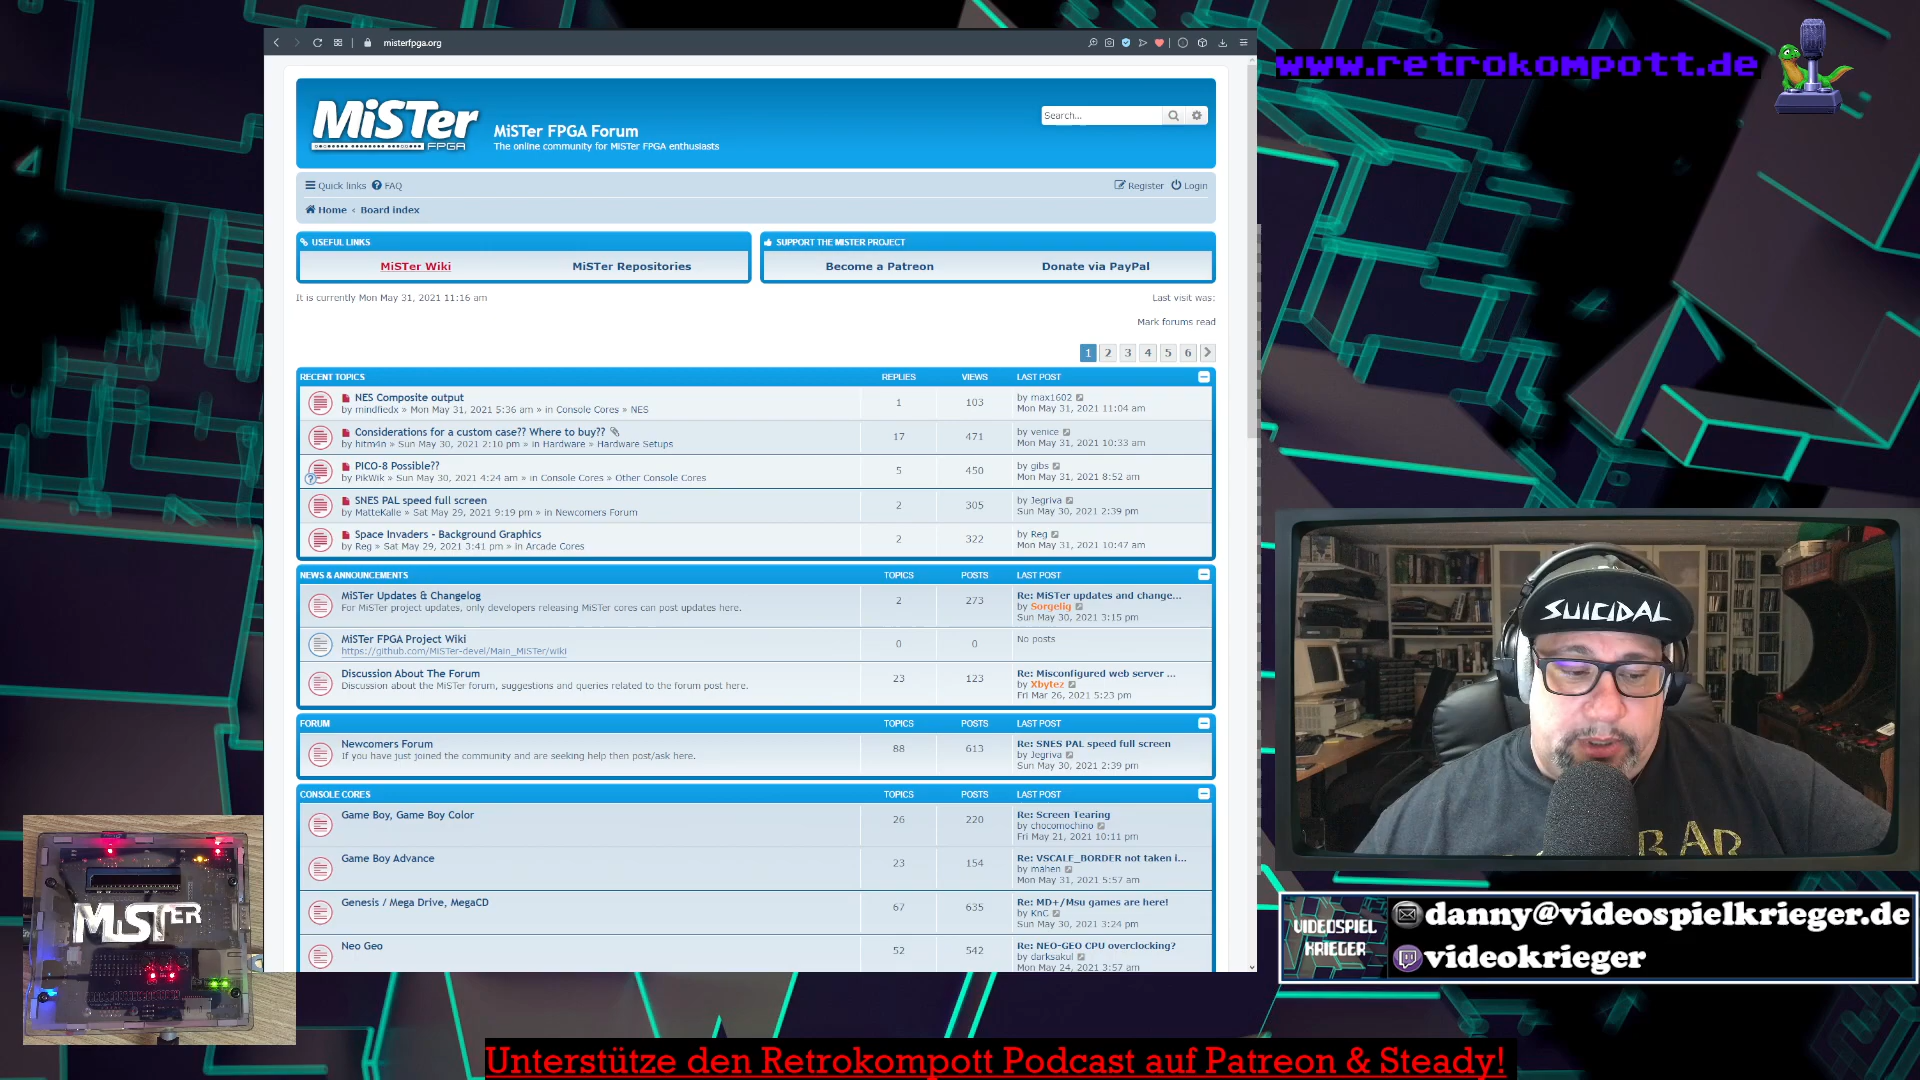 misterfpga.org
www.retrokompott.de
MiSTer
FPGA
MiSTer FPGA Forum
The online community for MiSTer FPGA enthusiasts
Search...
Quick links FAQ
Register Login
Home ‹ Board index
USEFUL LINKS
MiSTer Wiki MiSTer Repositories
SUPPORT THE MISTER PROJECT
Become a Patreon Donate via PayPal
It is currently Mon May 31, 2021 11:16 am
Last visit was:
Mark forums read
1 2 3 4 5 6
RECENT TOPICS REPLIES VIEWS LAST POST
NES Composite output
by mindfiedx » Mon May 31, 2021 5:36 am » in Console Cores » NES
1 103
by max1602
Mon May 31, 2021 11:04 am
Considerations for a custom case?? Where to buy??
by hitm4n » Sun May 30, 2021 2:10 pm » in Hardware » Hardware Setups
17 471
by venice
Mon May 31, 2021 10:33 am
PICO-8 Possible??
by PikWik » Sun May 30, 2021 4:24 am » in Console Cores » Other Console Cores
5 450
by gibs
Mon May 31, 2021 8:52 am
SNES PAL speed full screen
by MatteKalle » Sat May 29, 2021 9:19 pm » in Newcomers Forum
2 305
by Jegriva
Sun May 30, 2021 2:39 pm
Space Invaders - Background Graphics
by Reg » Sat May 29, 2021 3:41 pm » in Arcade Cores
2 322
by Reg
Mon May 31, 2021 10:47 am
NEWS & ANNOUNCEMENTS TOPICS POSTS LAST POST
MiSTer Updates & Changelog
For MiSTer project updates, only developers releasing MiSTer cores can post updates here.
2 273
Re: MiSTer updates and change...
by Sorgelig
Sun May 30, 2021 3:15 pm
MiSTer FPGA Project Wiki
https://github.com/MiSTer-devel/Main_MiSTer/wiki
0 0
No posts
Discussion About The Forum
Discussion about the MiSTer forum, suggestions and queries related to the forum post here.
23 123
Re: Misconfigured web server ...
by Xbytez
Fri Mar 26, 2021 5:23 pm
FORUM TOPICS POSTS LAST POST
Newcomers Forum
If you have just joined the community and are seeking help then post/ask here.
88 613
Re: SNES PAL speed full screen
by Jegriva
Sun May 30, 2021 2:39 pm
CONSOLE CORES TOPICS POSTS LAST POST
Game Boy, Game Boy Color
26 220
Re: Screen Tearing
by chocomochino
Fri May 21, 2021 10:11 pm
Game Boy Advance
23 154
Re: VSCALE_BORDER not taken i...
by mahen
Mon May 31, 2021 5:57 am
Genesis / Mega Drive, MegaCD
67 635
Re: MD+/Msu games are here!
by KnC
Sun May 30, 2021 3:24 pm
Neo Geo
52 542
Re: NEO-GEO CPU overclocking?
by darksakul
Mon May 24, 2021 3:57 am
SUICIDAL
MiSTER
VIDEOSPIEL
KRIEGER
danny@videospielkrieger.de
videokrieger
Unterstütze den Retrokompott Podcast auf Patreon & Steady!